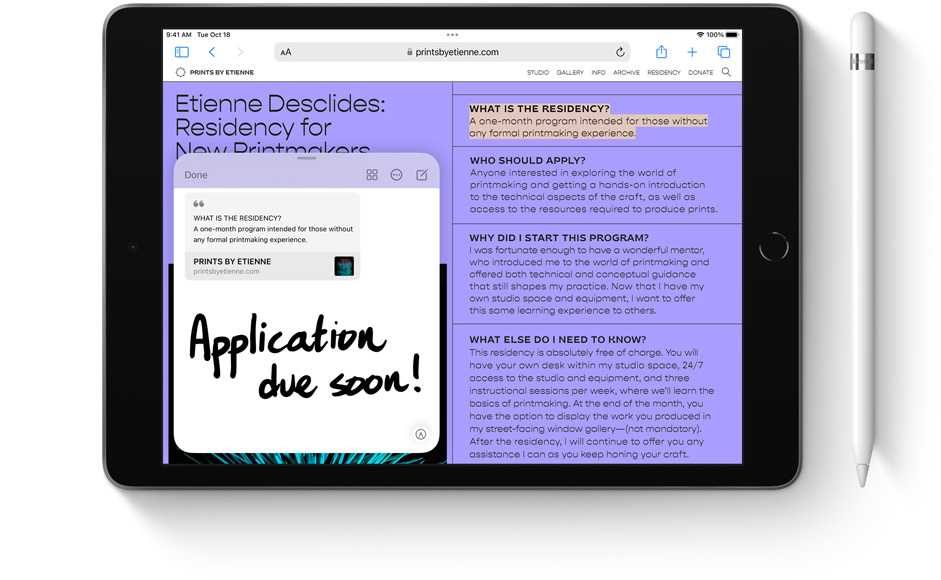 9:41 AM Tue Oct 18
100%
AA
printsbyetienne.com
PRINTS BY ETIENNE
STUDIO GALLERY INFO ARCHIVE RESIDENCY DONATE
Etienne Desclides:
Residency for
New Printmakers
Done
WHAT IS THE RESIDENCY?
A one-month program intended for those without
any formal printmaking experience.
PRINTS BY ETIENNE
printsbyetienne.com
Application
due soon!
WHAT IS THE RESIDENCY?
A one-month program intended for those without
any formal printmaking experience.
WHO SHOULD APPLY?
Anyone interested in exploring the world of
printmaking and getting a hands-on introduction
to the technical aspects of the craft, as well as
access to the resources required to produce prints.
WHY DID I START THIS PROGRAM?
I was fortunate enough to have a wonderful mentor,
who introduced me to the world of printmaking and
offered both technical and conceptual guidance
that still shapes my practice. Now that I have my
own studio space and equipment, I want to offer
this same learning experience to others.
WHAT ELSE DO I NEED TO KNOW?
This residency is absolutely free of charge. You will
have your own desk within my studio space, 24/7
access to the studio and equipment, and three
instructional sessions per week, where we'll learn the
basics of printmaking. At the end of the month, you
have the option to display the work you produced in
my street-facing window gallery—(not mandatory).
After the residency, I will continue to offer you any
assistance I can as you keep honing your craft.